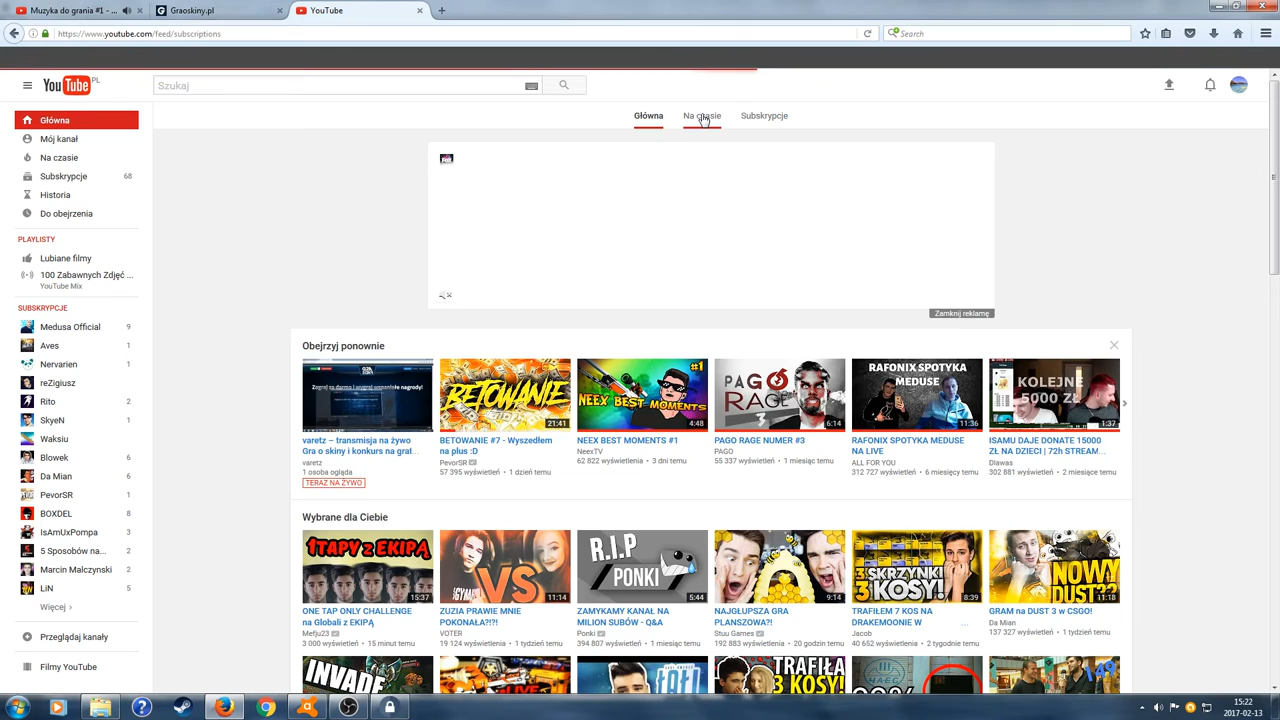 Muzyka do grania #1 - ...
Graoskiny.pl
YouTube
https://www.youtube.com/feed/subscriptions
Search
YouTube PL
Szukaj
Główna
Na czasie
Subskrypcje
Główna
Mój kanał
Na czasie
Subskrypcje 68
Historia
Do obejrzenia
PLAYLISTY
Lubiane filmy
100 Zabawnych Zdjęć ...
YouTube Mix
SUBSKRYPCJE
Medusa Official 9
Aves 1
Nervarien 1
reZigiusz
Rito 2
SkyeN 1
Waksiu
Blowek 1
Da Mian 6
PevorSR 1
BOXDEL 8
IsAmUxPompa 3
5 Sposobów na... 2
Marcin Malczynski 1
LiN 5
Więcej ›
Przeglądaj kanały
Filmy YouTube
Zamknij reklamę
Obejrzyj ponownie
Zagraj za darmo i wygraj wspaniałe nagrody!
BETOWANIE
21:41
#1
NEEX BEST MOMENTS
4:48
PAGO RAGE 3
6:14
RAFONIX SPOTYKA MEDUSE
11:36
KOLEJNE 5000 ZŁ
1:37
varetz – transmisja na żywo
Gra o skiny i konkurs na gral...
varetz
1 osoba ogląda
TERAZ NA ŻYWO
BETOWANIE #7 - Wyszedłem
na plus :D
PevorSR
57 395 wyświetleń • 1 dzień temu
NEEX BEST MOMENTS #1
NeexTV
62 822 wyświetlenia • 3 dni temu
PAGO RAGE NUMER #3
PAGO
55 337 wyświetleń • 1 miesiąc temu
RAFONIX SPOTYKA MEDUSE
NA LIVE
ALL FOR YOU
312 727 wyświetleń • 6 miesięcy temu
ISAMU DAJE DONATE 15000
ZŁ NA DZIECI | 72h STREAM...
Dlawas
302 881 wyświetleń • 2 miesiące temu
Wybrane dla Ciebie
1TAPY Z EKIPĄ
15:37
VS
11:14
R.I.P PONKI
5:44
9:14
3 SKRZYNKI 3 KOSY!
8:39
NOWY DUST??
11:18
ONE TAP ONLY CHALLENGE
na Globali z EKIPĄ
Mefju23
3 000 wyświetleń • 15 minut temu
ZUZIA PRAWIE MNIE
POKONAŁA?!?!
VOTER
19 124 wyświetlenia • 1 tydzień temu
ZAMYKAMY KANAŁ NA
MILION SUBÓW - Q&A
Ponki
394 807 wyświetleń • 1 miesiąc temu
NAJGŁUPSZA GRA
PLANSZOWA?!
Stuu Games
192 883 wyświetlenia • 20 godzin temu
TRAFIŁEM 7 KOS NA
DRAKEMOONIE W ...
Jacob
40 652 wyświetlenia • 2 tygodnie temu
GRAM na DUST 3 w CSGO!
Da Mian
137 327 wyświetleń • 1 tydzień temu
INVADE
TRAFIŁA 3 KOSY!
15:22
2017-02-13